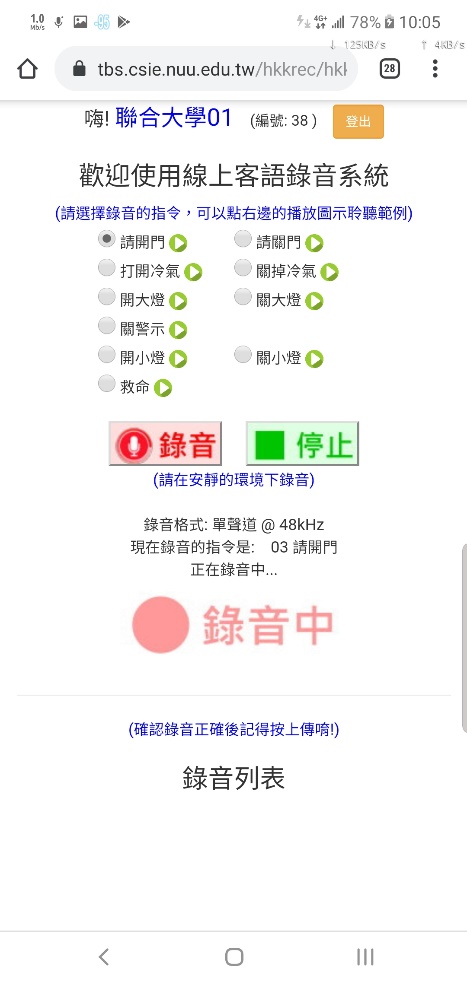 1.0 Mb/s -95 4G+ 78% 10:05
↓ 125KB/s ↑ 4KB/s
tbs.csie.nuu.edu.tw/hkkrec/hkk 28
嗨! 聯合大學01 (編號: 38 ) 登出
歡迎使用線上客語錄音系統
(請選擇錄音的指令，可以點右邊的播放圖示聆聽範例)
請開門 請關門
打開冷氣 關掉冷氣
開大燈 關大燈
關警示
開小燈 關小燈
救命
錄音 停止
(請在安靜的環境下錄音)
錄音格式: 單聲道 @ 48kHz
現在錄音的指令是: 03 請開門
正在錄音中...
錄音中
(確認錄音正確後記得按上傳唷!)
錄音列表